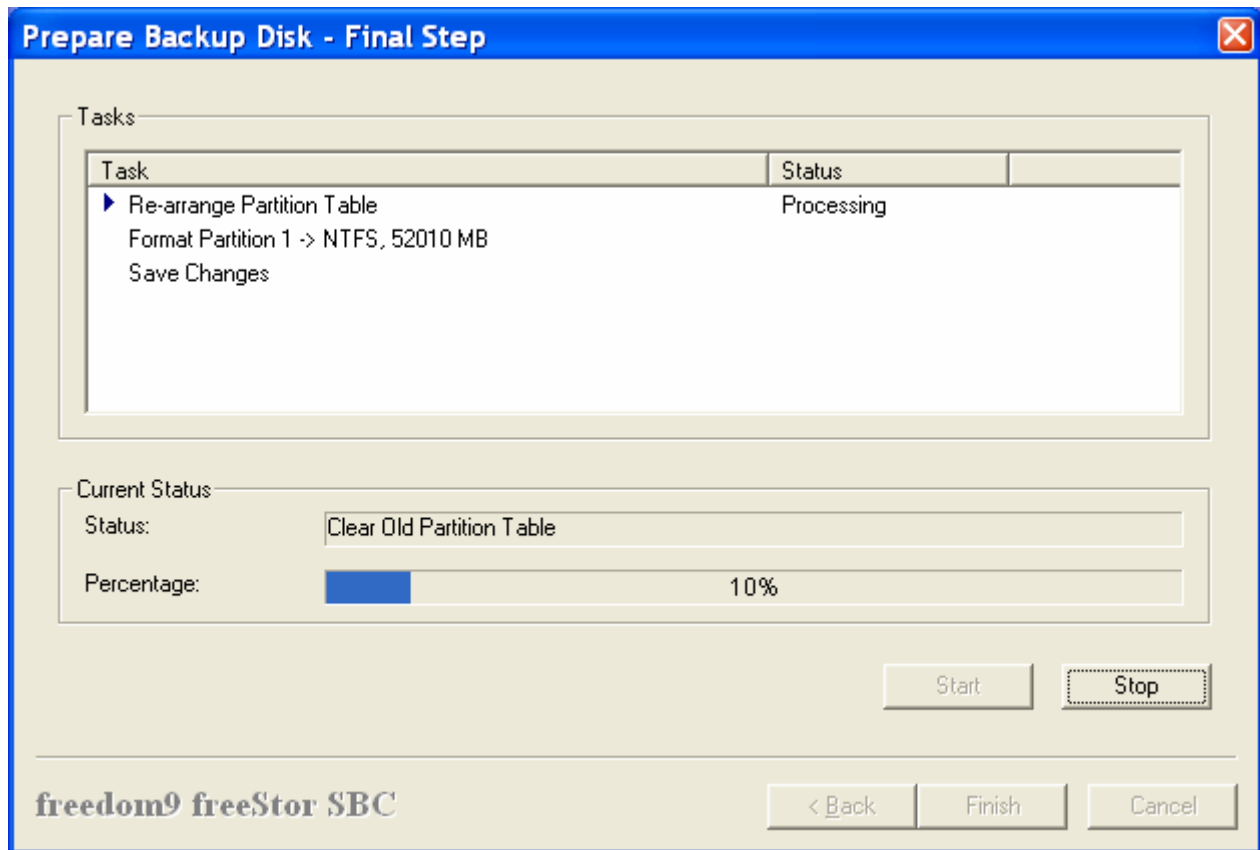 Prepare Backup Disk - Final Step
Tasks
Task Status
Re-arrange Partition Table Processing
Format Partition 1 -> NTFS, 52010 MB
Save Changes
Current Status
Status: Clear Old Partition Table
Percentage: 10%
Start Stop
freedom9 freeStor SBC < Back Finish Cancel